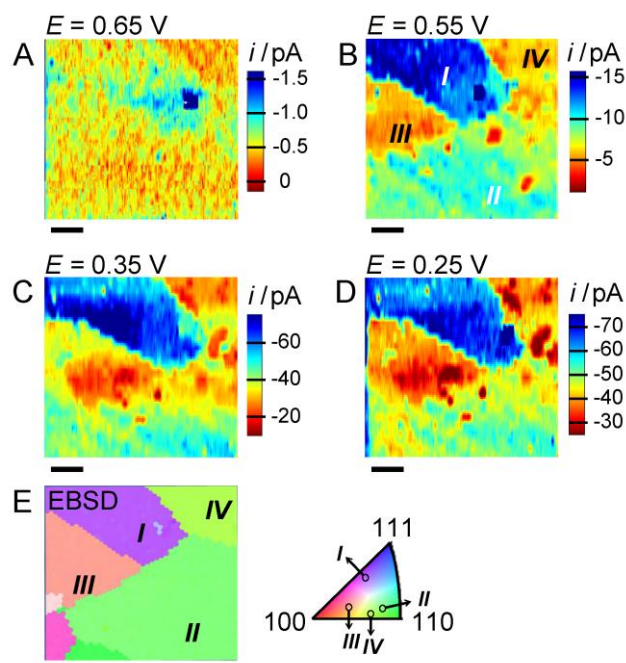 E = 0.65 V
A
i / pA
-1.5
-1.0
-0.5
0
E = 0.55 V
B
I
IV
III
II
i / pA
-15
-10
-5
E = 0.35 V
C
i / pA
-60
-40
-20
E = 0.25 V
D
i / pA
-70
-60
-50
-40
-30
E EBSD
I
IV
III
II
111
I
II
100
110
III
IV